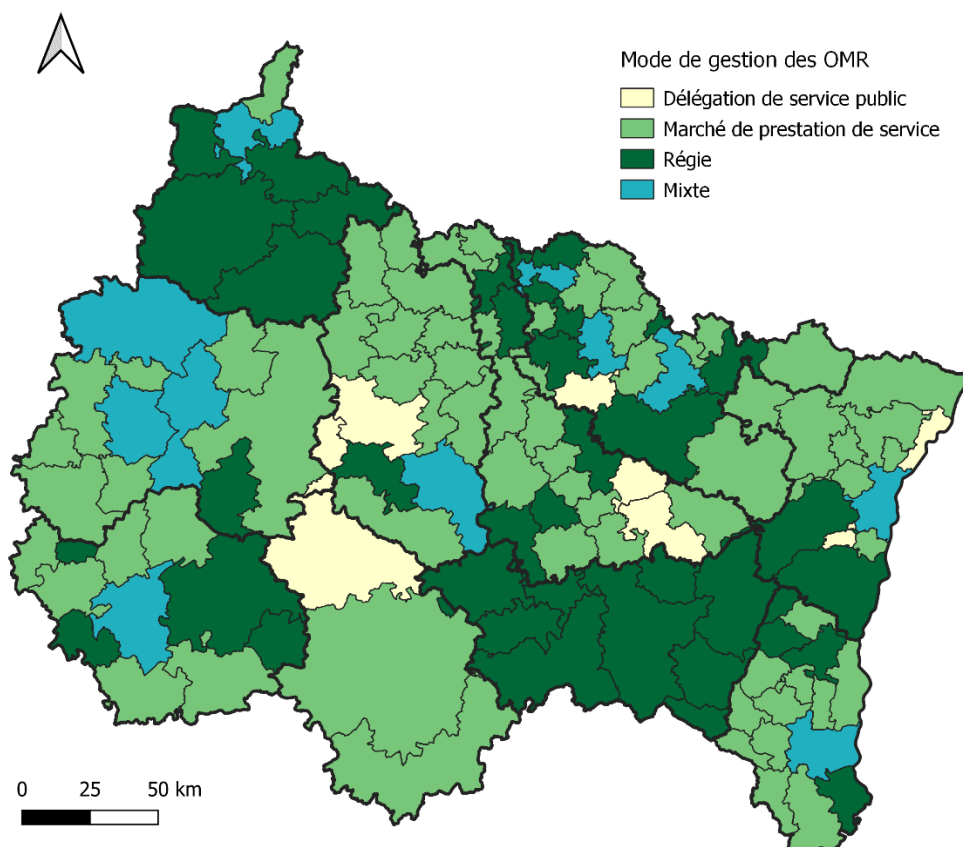 Mode de gestion des OMR
Délégation de service public
Marché de prestation de service
Régie
Mixte
0 25 50 km